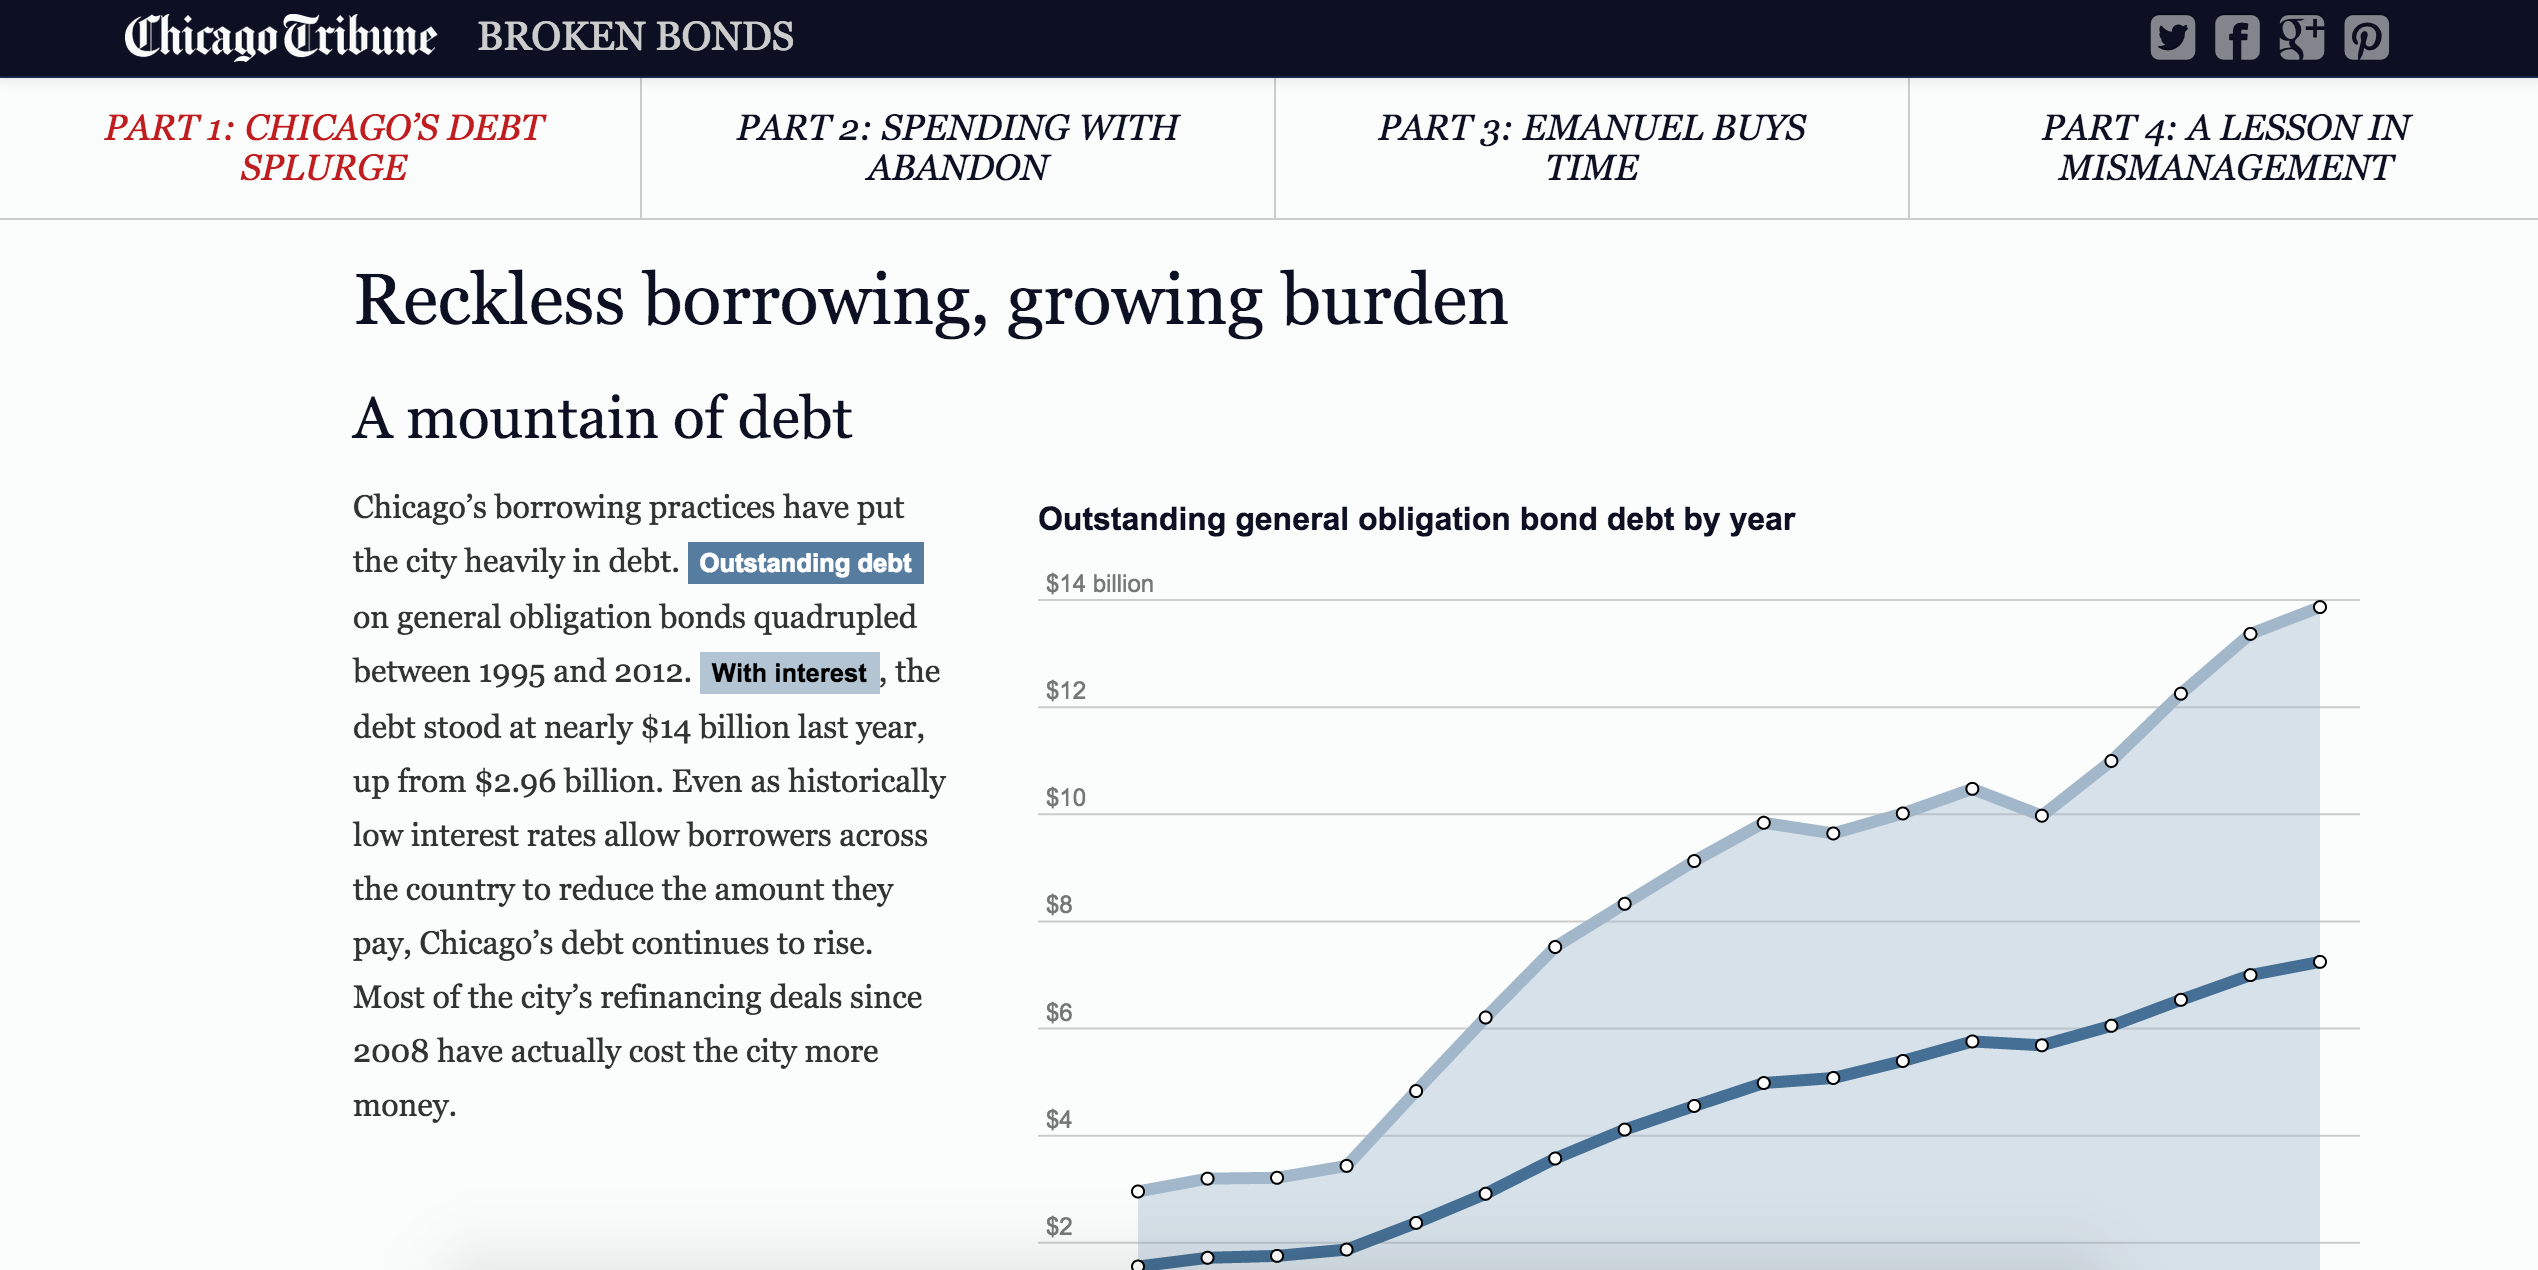 Chicago Tribune BROKEN BONDS
PART 1: CHICAGO’S DEBT
SPLURGE
PART 2: SPENDING WITH
ABANDON
PART 3: EMANUEL BUYS
TIME
PART 4: A LESSON IN
MISMANAGEMENT
Reckless borrowing, growing burden
A mountain of debt
Chicago’s borrowing practices have put
the city heavily in debt. Outstanding debt
on general obligation bonds quadrupled
between 1995 and 2012. With interest, the
debt stood at nearly $14 billion last year,
up from $2.96 billion. Even as historically
low interest rates allow borrowers across
the country to reduce the amount they
pay, Chicago’s debt continues to rise.
Most of the city’s refinancing deals since
2008 have actually cost the city more
money.
Outstanding general obligation bond debt by year
$14 billion
$12
$10
$8
$6
$4
$2